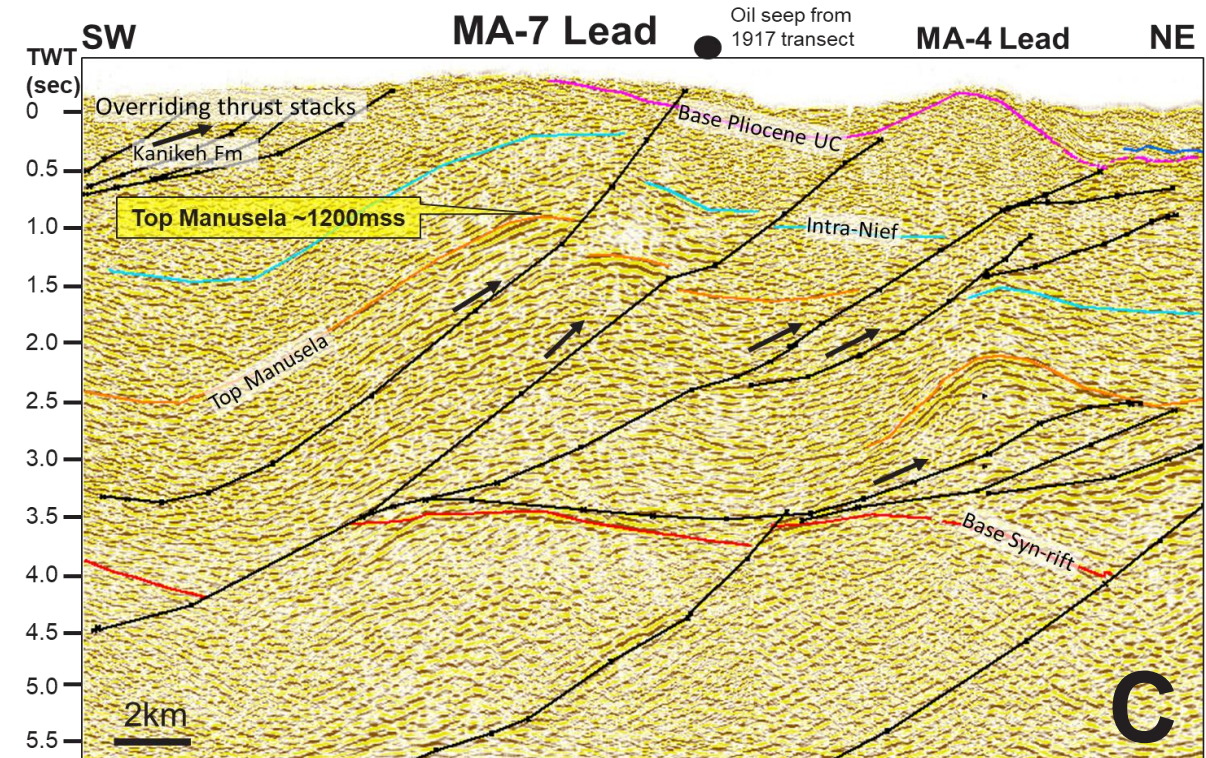 SW
MA-7 Lead
Oil seep from
1917 transect
MA-4 Lead
NE
TWT
(sec)
0
0.5
1.0
1.5
2.0
2.5
3.0
3.5
4.0
4.5
5.0
5.5
Overriding thrust stacks
Kanikeh Fm
Base Pliocene UC
Top Manusela ~1200mss
Intra-Nief
Top Manusela
Base Syn-rift
2km
C